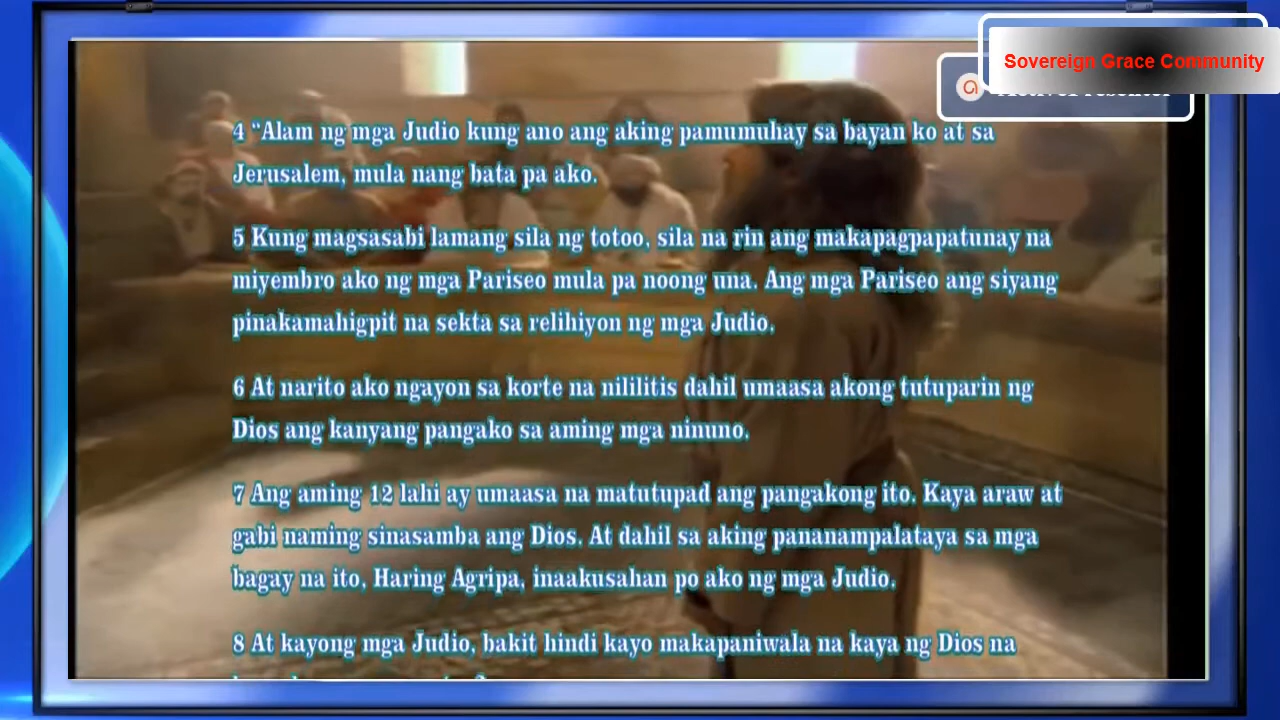 Sovereign Grace Community
4 “Alam ng mga Judio kung ano ang aking pamumuhay sa bayan ko at sa
Jerusalem, mula nang bata pa ako.
5 Kung magsasabi lamang sila ng totoo, sila na rin ang makapagpapatunay na
miyembro ako ng mga Pariseo mula pa noong una. Ang mga Pariseo ang siyang
pinakamahigpit na sekta sa relihiyon ng mga Judio.
6 At narito ako ngayon sa korte na nililitis dahil umaasa akong tutuparin ng
Dios ang kanyang pangako sa aming mga ninuno.
7 Ang aming 12 lahi ay umaasa na matutupad ang pangakong ito. Kaya araw at
gabi naming sinasamba ang Dios. At dahil sa aking pananampalataya sa mga
bagay na ito, Haring Agripa, inaakusahan po ako ng mga Judio.
8 At kayong mga Judio, bakit hindi kayo makapaniwala na kaya ng Dios na